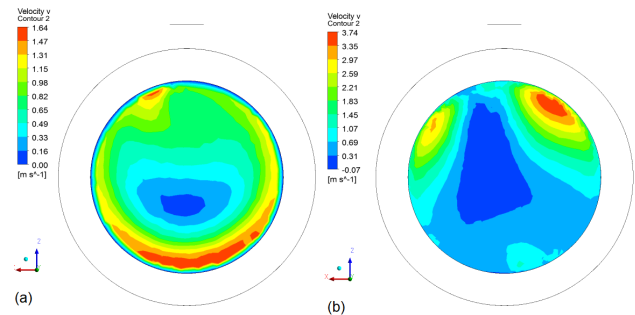 Velocity v
Contour 2
1.64
1.47
1.31
1.15
0.98
0.82
0.65
0.49
0.33
0.16
0.00
[m s^-1]
Z
(a)
Velocity v
Contour 2
3.74
3.35
2.97
2.59
2.21
1.83
1.45
1.07
0.69
0.31
-0.07
[m s^-1]
Z
X
Y
(b)